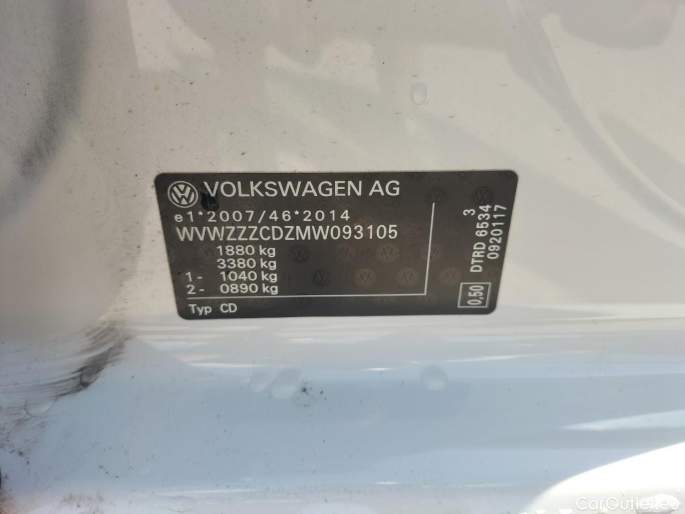 VOLKSWAGEN AG
e1*2007/46*2014
WVWZZZCDZMW093105
1880 kg
3380 kg
1- 1040 kg
2- 0890 kg
Typ CD
3
DTRD 6534
0920117
0,50